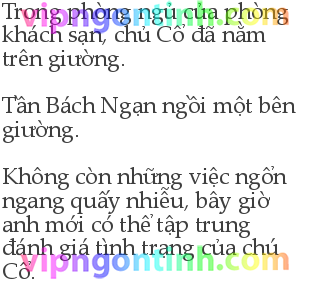 Trong phòng ngủ của phòng
vipngontinh.com
khách sạn, chủ Cố đã nằm
trên giường.
Tần Bách Ngạn ngồi một bên
giường.
Không còn những việc ngổn
ngang quấy nhiễu, bây giờ
anh mới có thể tập trung
đánh giá tình trạng của chú
vipngontinh.com
Cố.